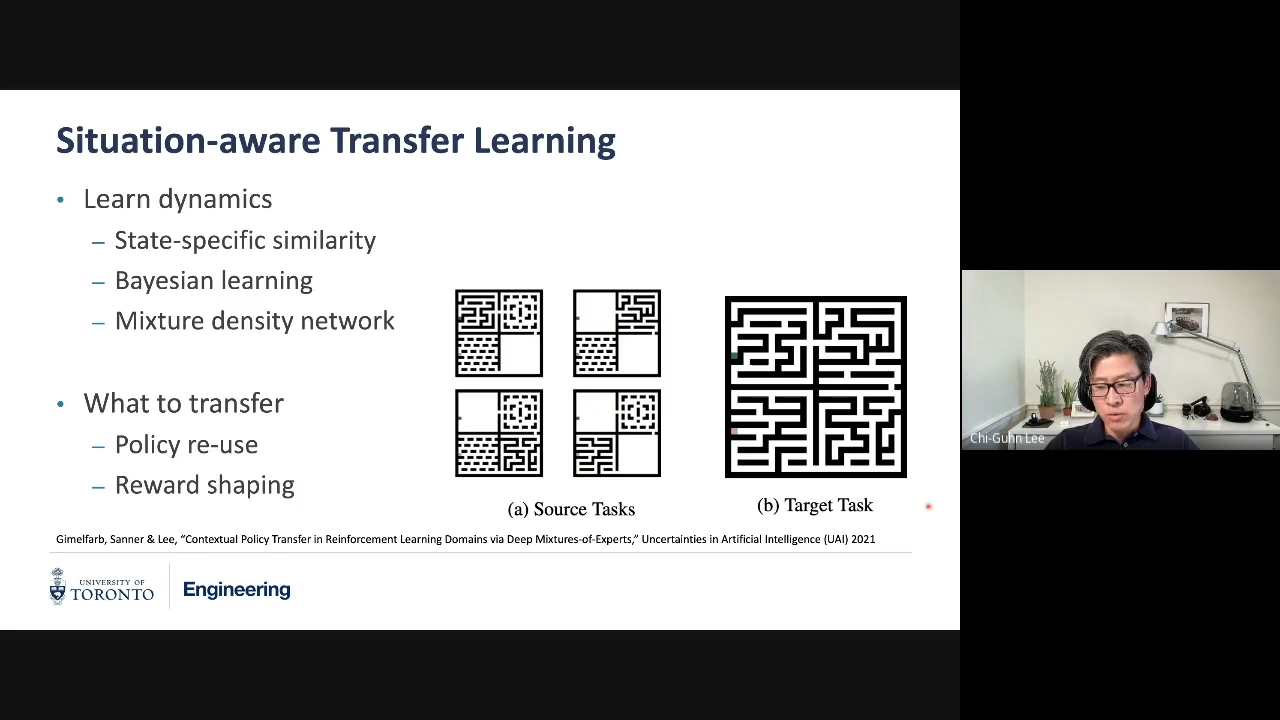 Situation-aware Transfer Learning
• Learn dynamics
– State-specific similarity
– Bayesian learning
– Mixture density network
• What to transfer
– Policy re-use
– Reward shaping
(a) Source Tasks
(b) Target Task
Gimelfarb, Sanner & Lee, “Contextual Policy Transfer in Reinforcement Learning Domains via Deep Mixtures-of-Experts,” Uncertainties in Artificial Intelligence (UAI) 2021
UNIVERSITY OF
TORONTO
Engineering
Chi-Guhn Lee